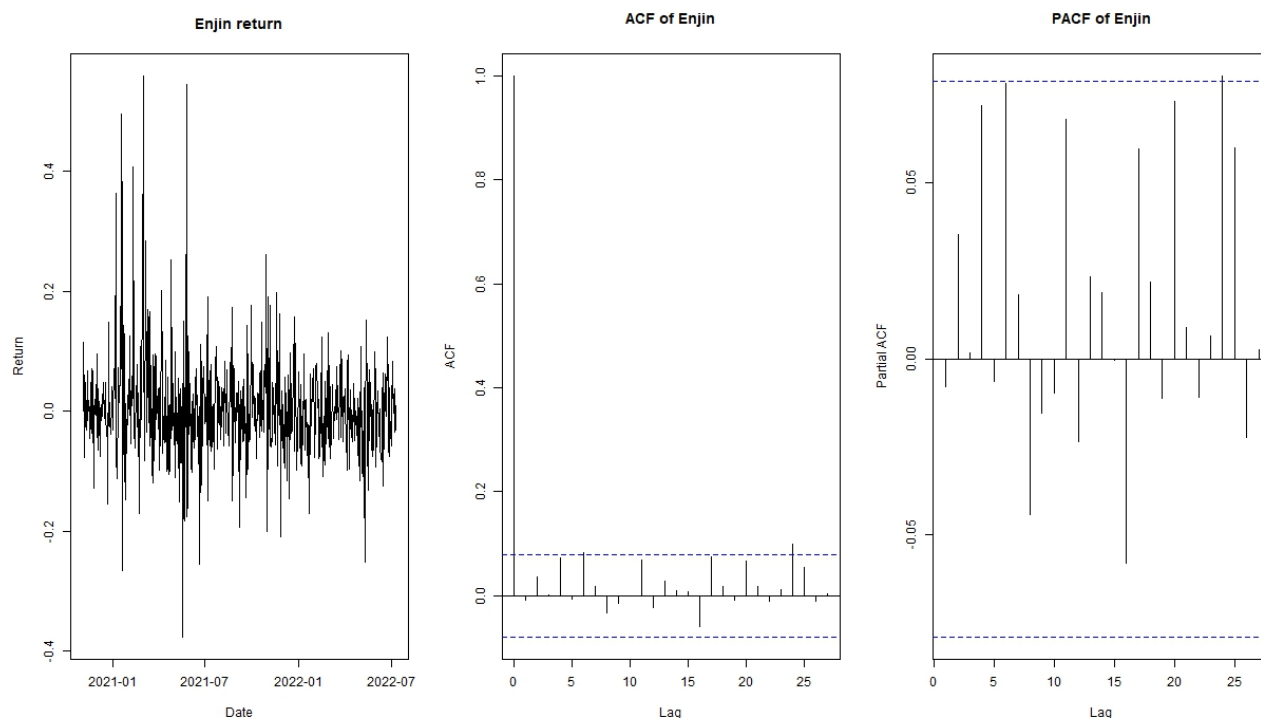 Enjin return
Return
0.4
0.2
0.0
-0.2
-0.4
2021-01 2021-07 2022-01 2022-07
Date
ACF of Enjin
ACF
1.0
0.8
0.6
0.4
0.2
0.0
0 5 10 15 20 25
Lag
PACF of Enjin
Partial ACF
0.05
0.00
-0.05
0 5 10 15 20 25
Lag